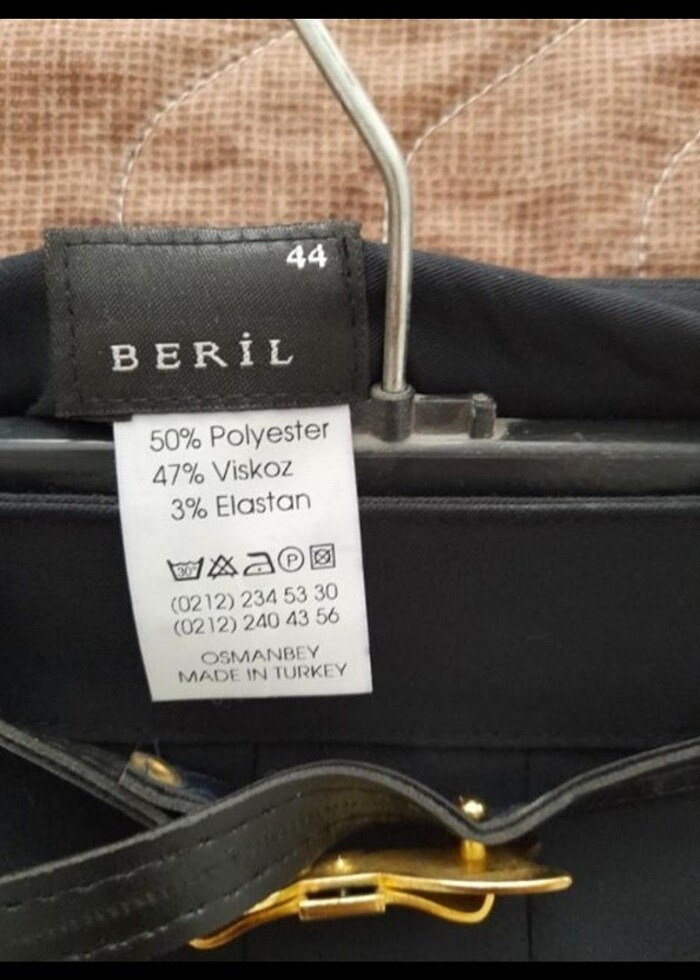 44
BERİL
50% Polyester
47% Viskoz
3% Elastan
30° P
(0212) 234 53 30
(0212) 240 43 56
OSMANBEY
MADE IN TURKEY